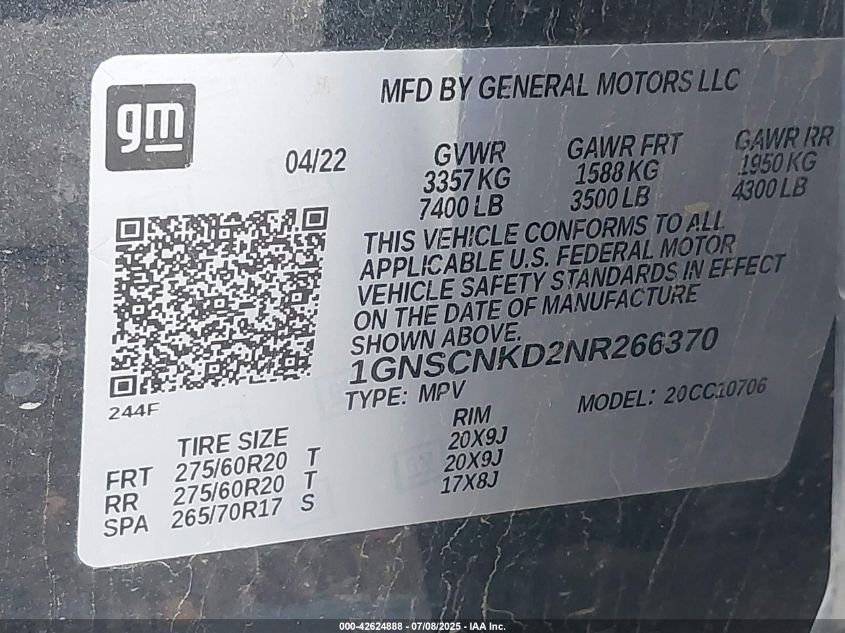 gm
MFD BY GENERAL MOTORS LLC
04/22 GVWR GAWR FRT GAWR RR
3357 KG 1588 KG 1950 KG
7400 LB 3500 LB 4300 LB
THIS VEHICLE CONFORMS TO ALL
APPLICABLE U.S. FEDERAL MOTOR
VEHICLE SAFETY STANDARDS IN EFFECT
ON THE DATE OF MANUFACTURE
SHOWN ABOVE.
1GNSCNKD2NR266370
TYPE: MPV MODEL: 20CC10706
244F
TIRE SIZE RIM
FRT 275/60R20 T 20X9J
RR 275/60R20 T 20X9J
SPA 265/70R17 S 17X8J
000-42624888 - 07/08/2025 - IAA Inc.